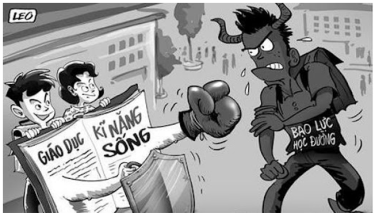 LEO
GIÁO DỤC
KĨ NĂNG
SỐNG
BẠO LỰC
HỌC ĐƯỜNG